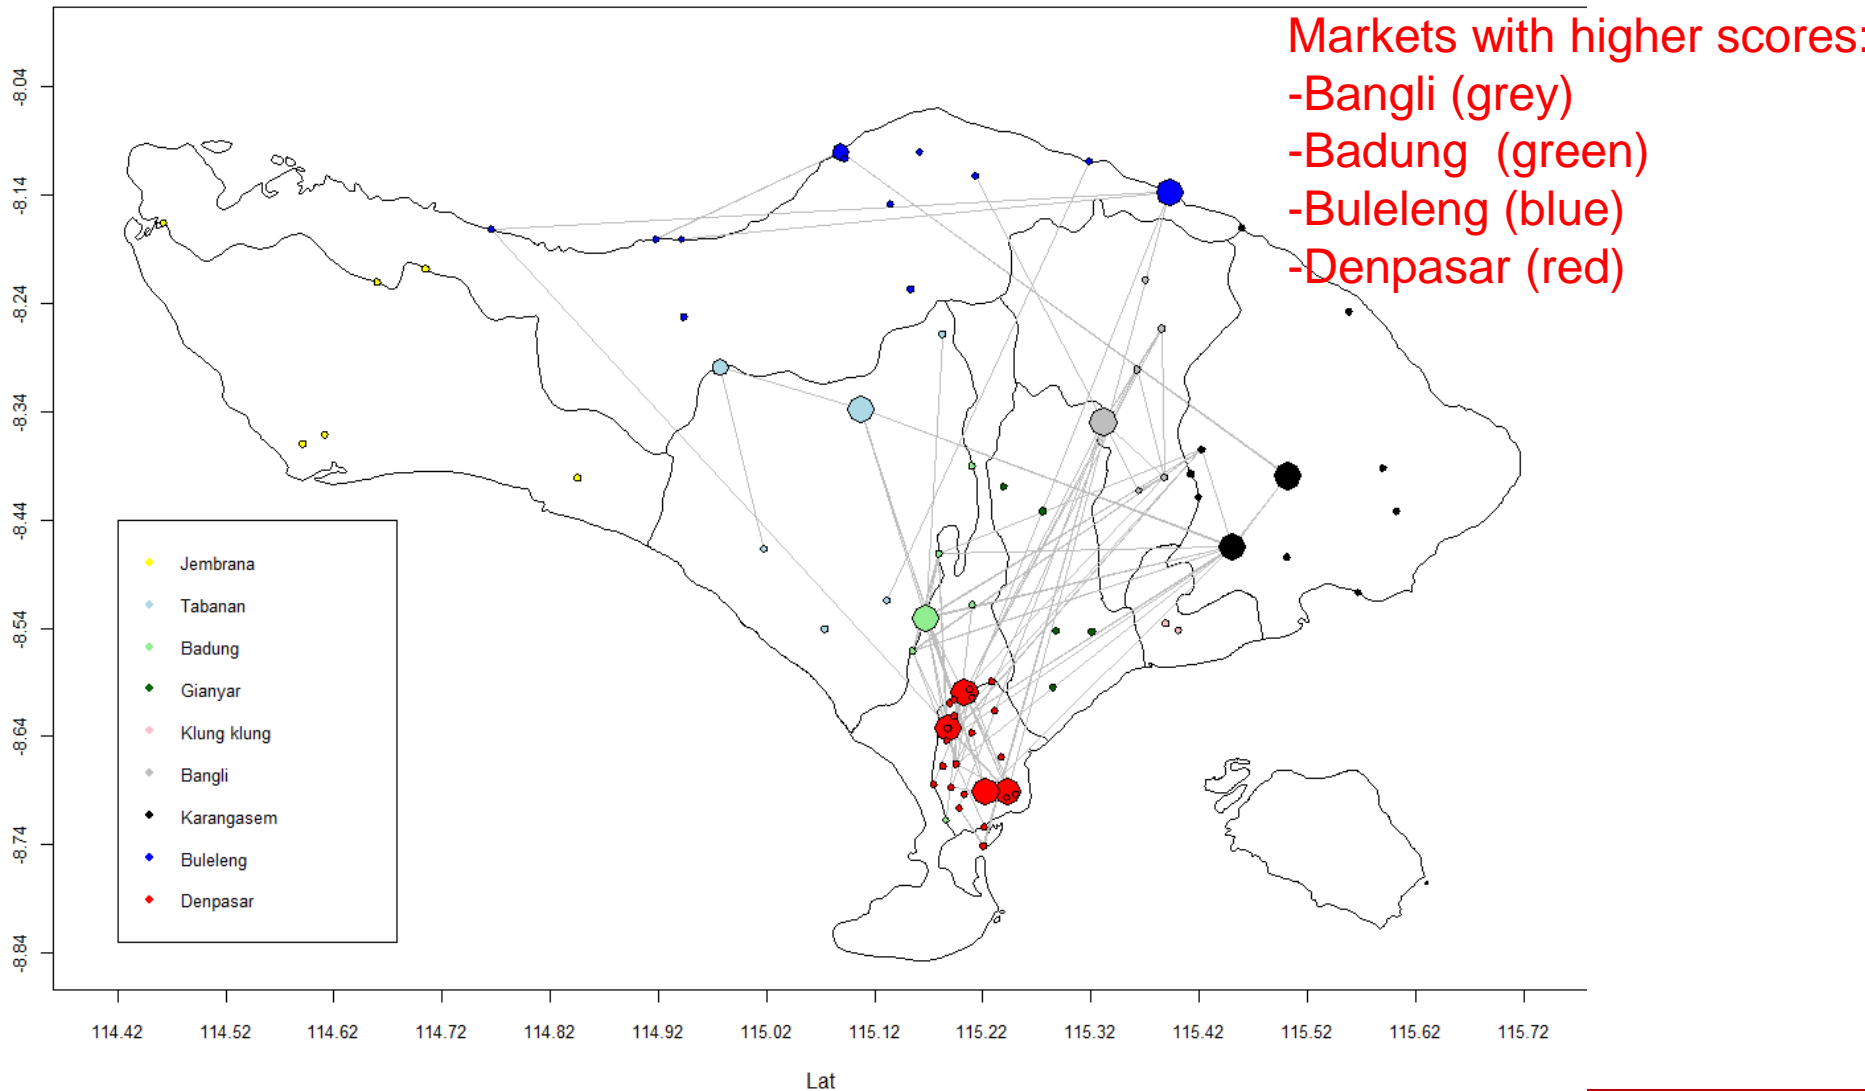 Markets with higher scores:
-Bangli (grey)
-Badung (green)
-Buleleng (blue)
-Denpasar (red)
-8.04
-8.14
-8.24
-8.34
-8.44
-8.54
-8.64
-8.74
-8.84
Jembrana
Tabanan
Badung
Gianyar
Klung klung
Bangli
Karangasem
Buleleng
Denpasar
114.42 114.52 114.62 114.72 114.82 114.92 115.02 115.12 115.22 115.32 115.42 115.52 115.62 115.72
Lat